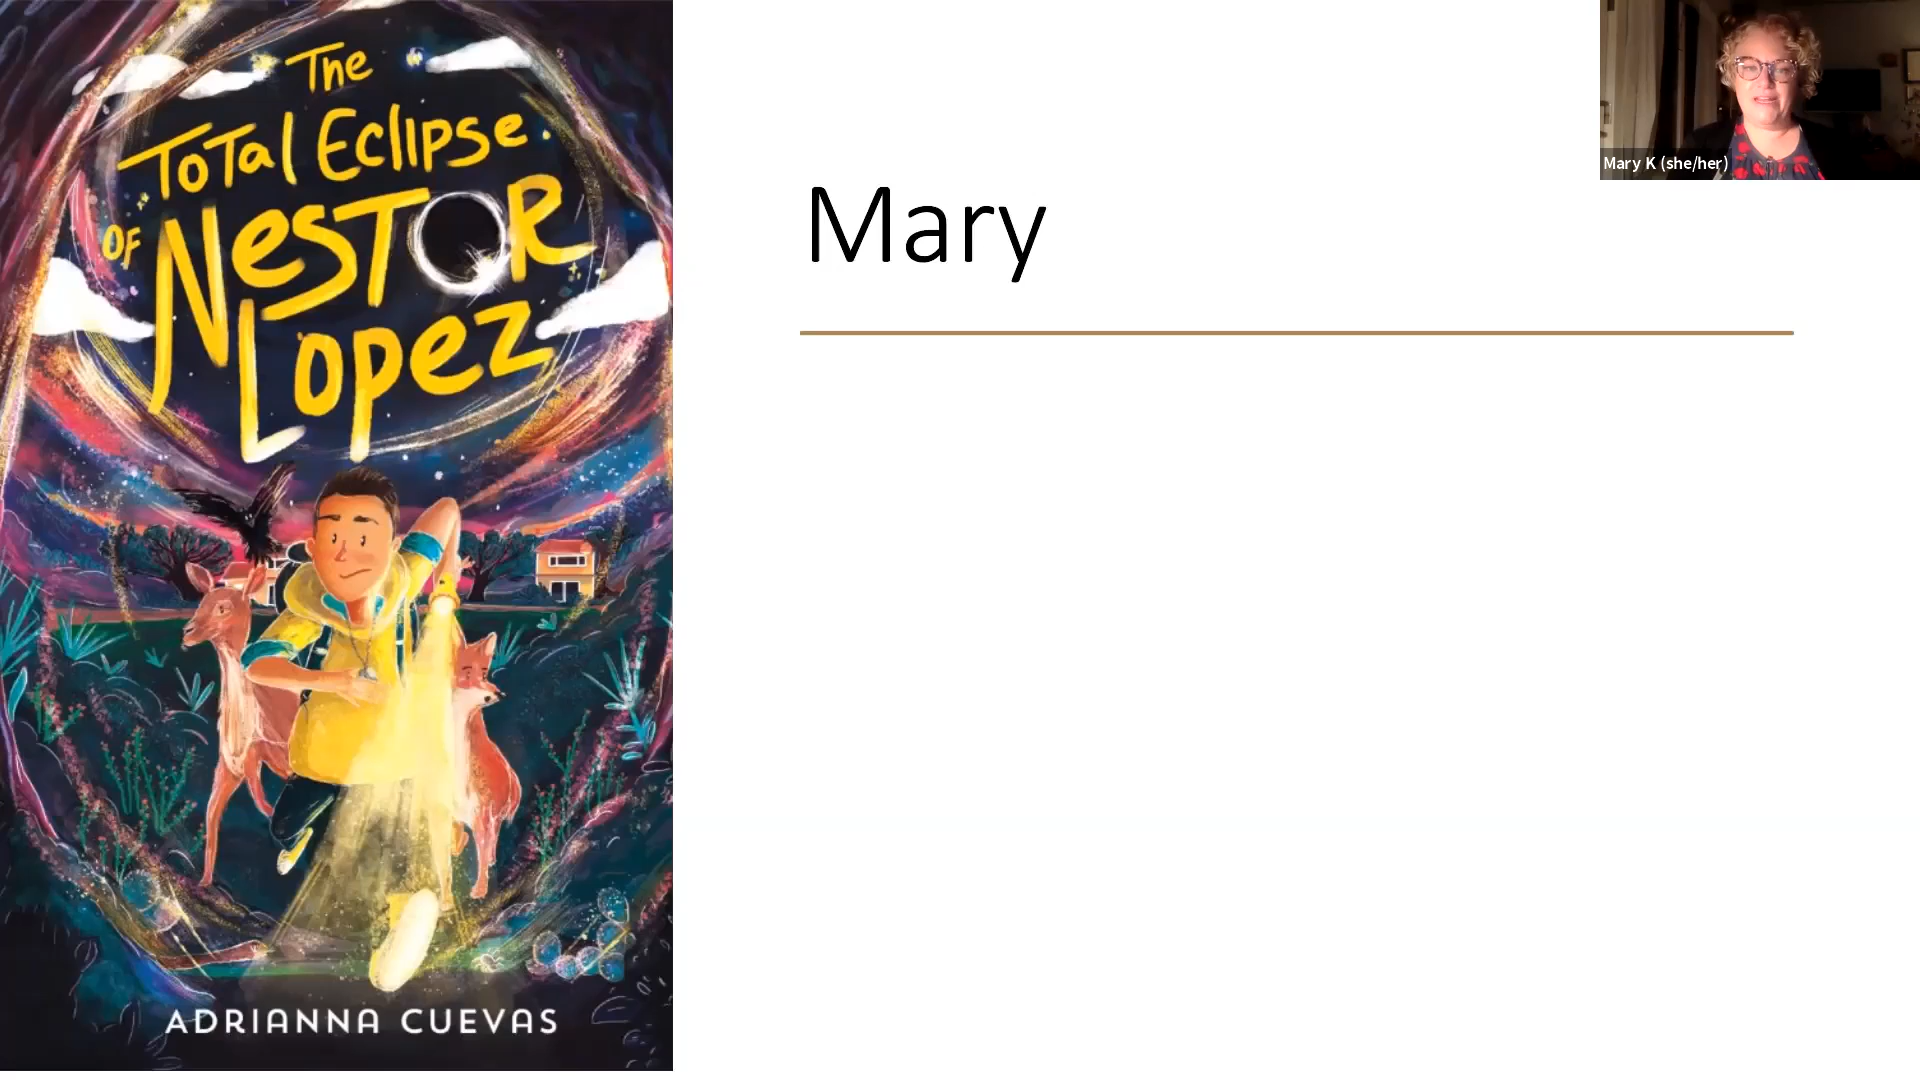 The
Total Eclipse
OF NESTOR
LOPEZ
ADRIANNA CUEVAS
Mary
Mary K (she/her)